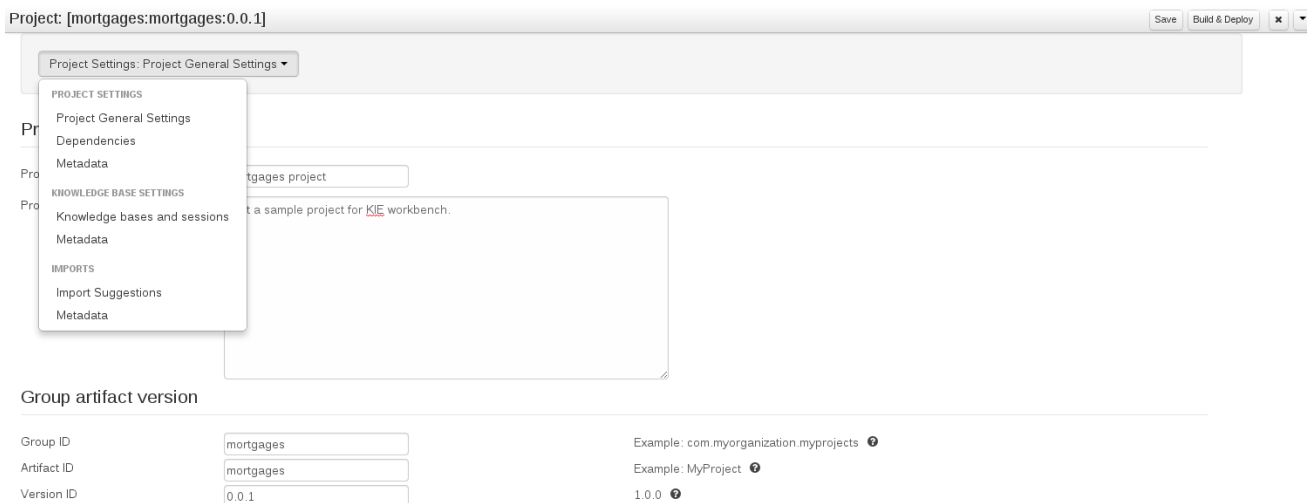 Project: [mortgages:mortgages:0.0.1]
Save
Build & Deploy
Project Settings: Project General Settings
PROJECT SETTINGS
Project General Settings
Dependencies
Metadata
KNOWLEDGE BASE SETTINGS
Knowledge bases and sessions
Metadata
IMPORTS
Import Suggestions
Metadata
project
a sample project for KIE workbench.
Group artifact version
Group ID
mortgages
Example: com.myorganization.myprojects
Artifact ID
mortgages
Example: MyProject
Version ID
0.0.1
1.0.0